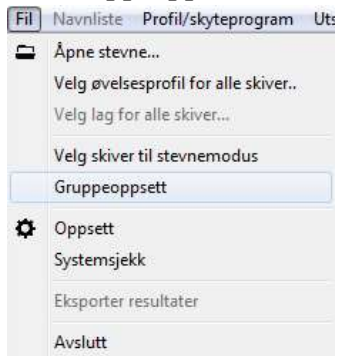 Fil Navnliste Profil/skyteprogram Uts
Åpne stevne...
Velg øvelsesprofil for alle skiver..
Velg lag for alle skiver...
Velg skiver til stevnemodus
Gruppeoppsett
Oppsett
Systemsjekk
Eksporter resultater
Avslutt